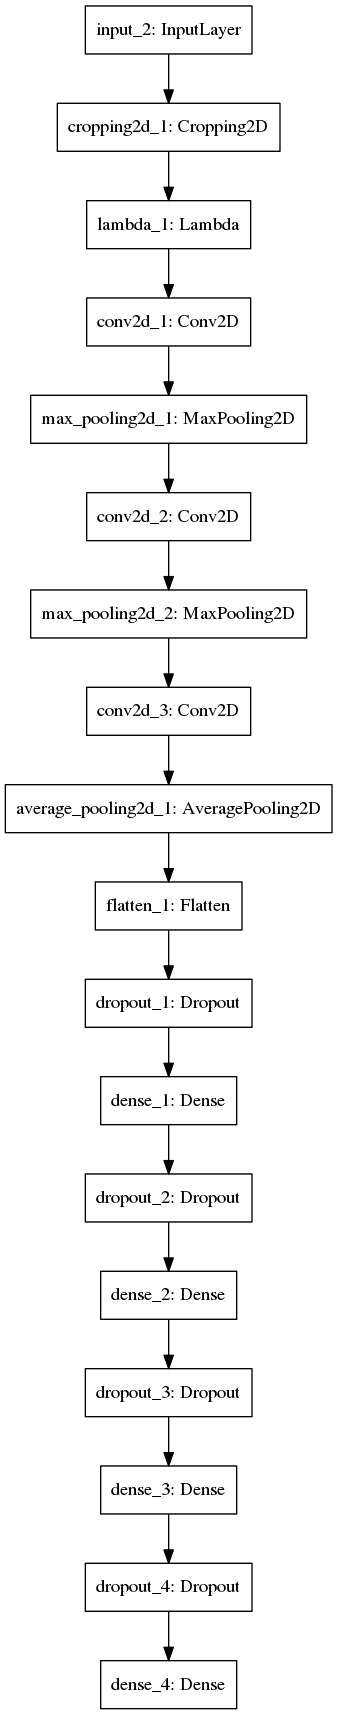 input_2: InputLayer
cropping2d_1: Cropping2D
lambda_1: Lambda
conv2d_1: Conv2D
max_pooling2d_1: MaxPooling2D
conv2d_2: Conv2D
max_pooling2d_2: MaxPooling2D
conv2d_3: Conv2D
average_pooling2d_1: AveragePooling2D
flatten_1: Flatten
dropout_1: Dropout
dense_1: Dense
dropout_2: Dropout
dense_2: Dense
dropout_3: Dropout
dense_3: Dense
dropout_4: Dropout
dense_4: Dense